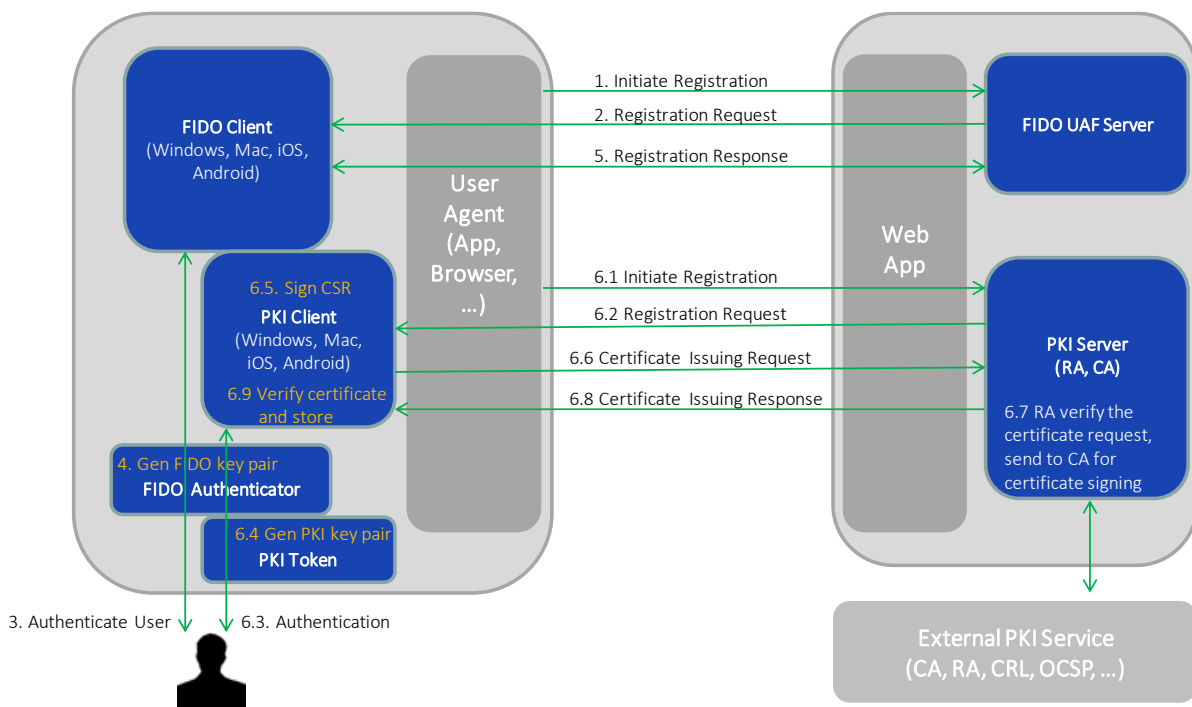 FIDO Client
(Windows, Mac, iOS,
Android)
User
Agent
(App,
Browser,
...)
1. Initiate Registration
2. Registration Request
5. Registration Response
Web
App
FIDO UAF Server
6.5. Sign CSR
PKI Client
(Windows, Mac,
iOS, Android)
6.9 Verify certificate
and store
6.1 Initiate Registration
6.2 Registration Request
6.6 Certificate Issuing Request
6.8 Certificate Issuing Response
PKI Server
(RA, CA)
6.7 RA verify the
certificate request,
send to CA for
certificate signing
4. Gen FIDO key pair
FIDO Authenticator
6.4 Gen PKI key pair
PKI Token
3. Authenticate User
6.3. Authentication
External PKI Service
(CA, RA, CRL, OCSP, ...)